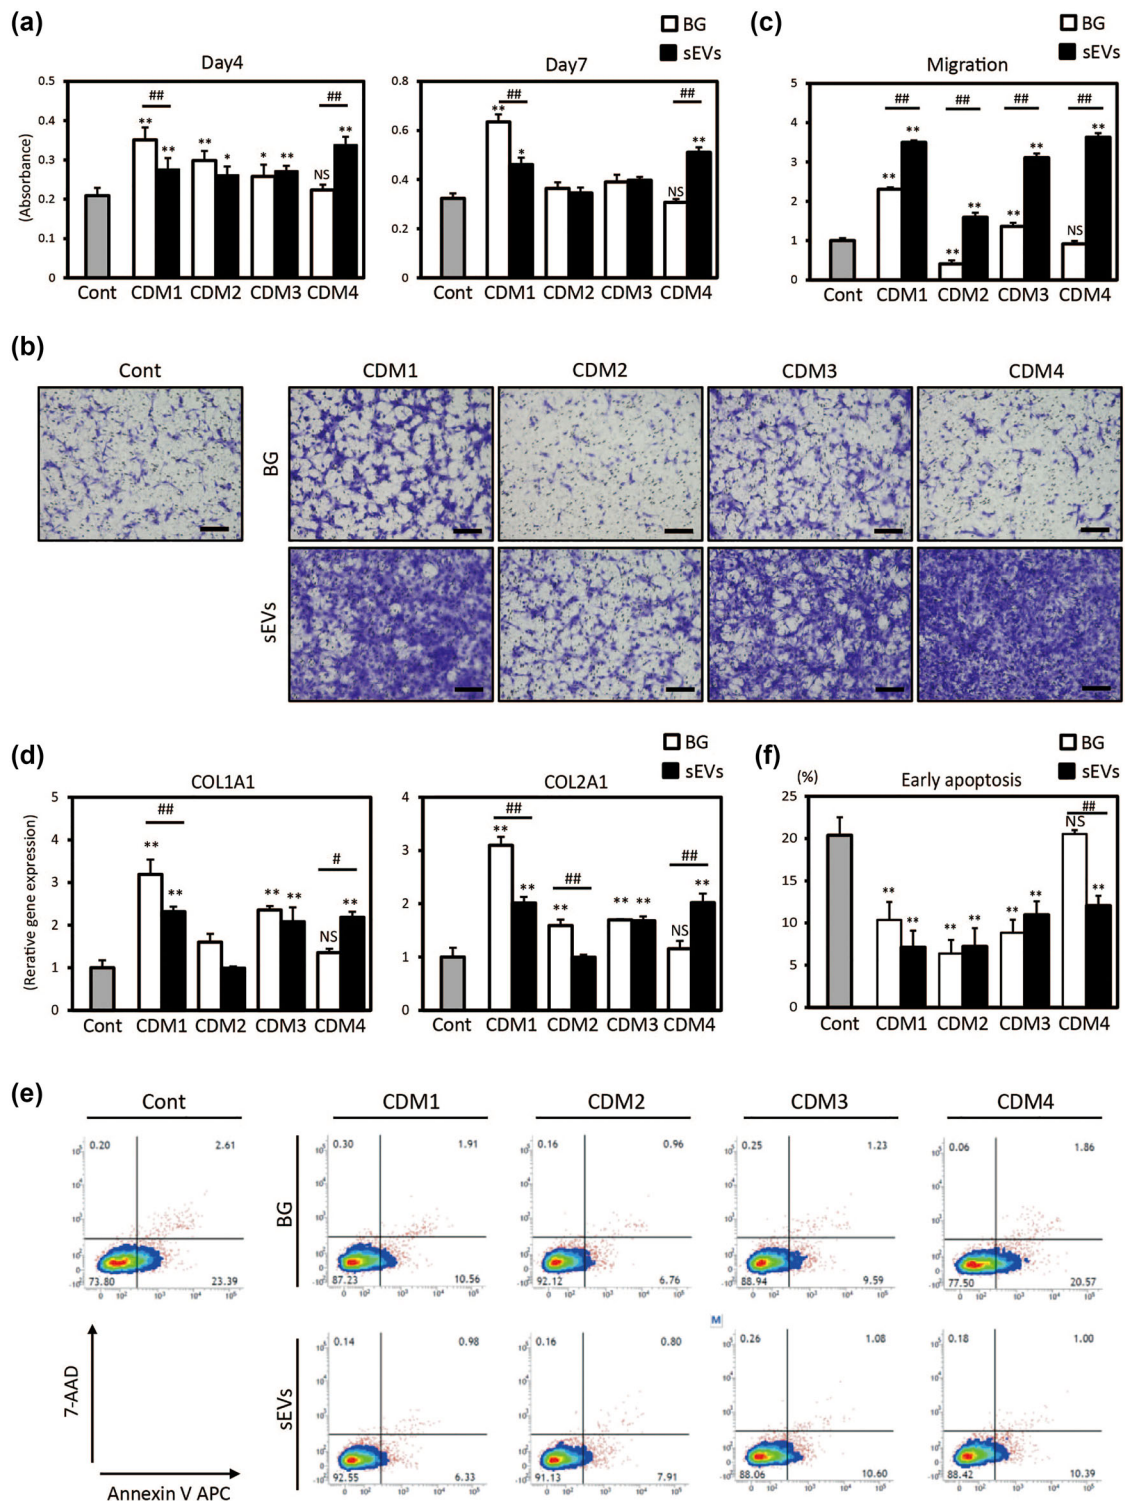 (a)
BG
sEVs
(c)
BG
sEVs
Day4
Day7
Migration
(Absorbance)
0.5
0.4
0.3
0.2
0.1
0
**
##
**
**
*
*
**
NS
##
**
Cont CDM1 CDM2 CDM3 CDM4
0.8
0.6
0.4
0.2
0
**
##
*
NS
##
**
Cont CDM1 CDM2 CDM3 CDM4
5
4
3
2
1
0
##
##
##
##
**
**
**
**
**
**
NS
**
Cont CDM1 CDM2 CDM3 CDM4
(b)
Cont
CDM1
CDM2
CDM3
CDM4
BG
sEVs
(d)
BG
sEVs
(f)
BG
sEVs
COL1A1
COL2A1
(%)
Early apoptosis
(Rerative gene expression)
5
4
3
2
1
0
##
**
**
**
**
#
NS
**
Cont CDM1 CDM2 CDM3 CDM4
4
3
2
1
0
##
**
**
##
**
**
**
##
NS
**
Cont CDM1 CDM2 CDM3 CDM4
25
20
15
10
5
0
**
**
**
**
**
**
##
NS
**
Cont CDM1 CDM2 CDM3 CDM4
(e)
Cont
CDM1
CDM2
CDM3
CDM4
BG
0.20 2.61
73.80 23.39
0.30 1.91
87.23 10.56
0.16 0.96
92.12 6.76
0.25 1.23
88.94 9.59
0.06 1.86
77.50 20.57
M
sEVs
0.14 0.98
92.55 6.33
0.16 0.80
91.13 7.91
0.26 1.08
88.06 10.60
0.18 1.00
88.42 10.39
7-AAD
Annexin V APC